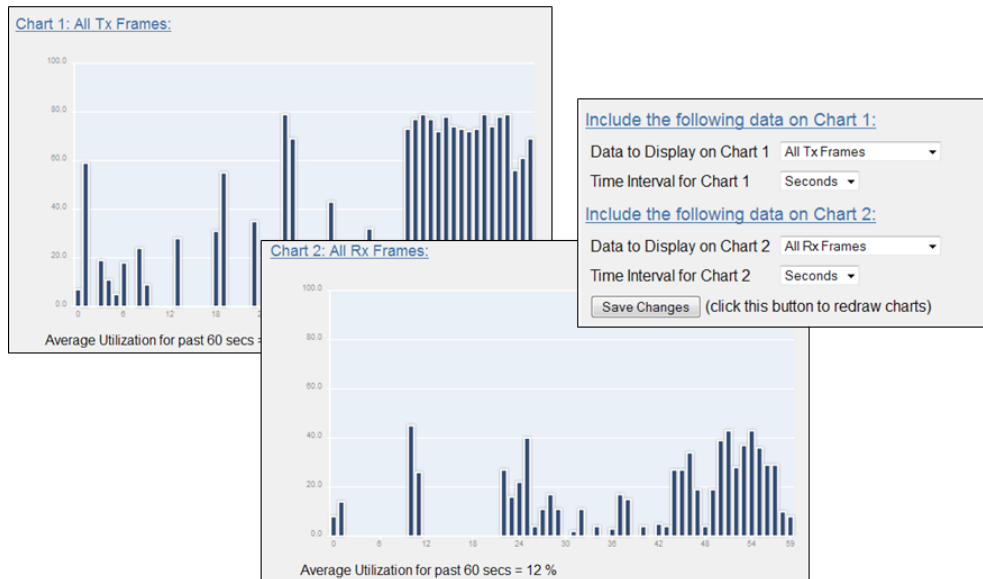 Chart 1: All Tx Frames:
100.0
80.0
60.0
40.0
20.0
0.0
0 6 12 18
Average Utilization for past 60 secs =
Chart 2: All Rx Frames:
100.0
80.0
60.0
40.0
20.0
0.0
0 6 12 18 24 30 36 42 48 54 59
Average Utilization for past 60 secs = 12 %
Include the following data on Chart 1:
Data to Display on Chart 1 All Tx Frames
Time Interval for Chart 1 Seconds
Include the following data on Chart 2:
Data to Display on Chart 2 All Rx Frames
Time Interval for Chart 2 Seconds
Save Changes (click this button to redraw charts)